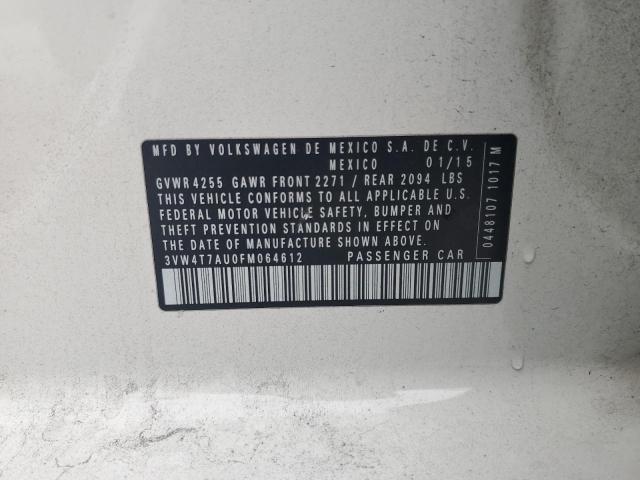 MFD BY VOLKSWAGEN DE MEXICO S.A. DE C.V.
MEXICO 01/15
GVWR 4255 GAWR FRONT 2271 / REAR 2094 LBS
THIS VEHICLE CONFORMS TO ALL APPLICABLE U.S.
FEDERAL MOTOR VEHICLE SAFETY, BUMPER AND
THEFT PREVENTION STANDARDS IN EFFECT ON
THE DATE OF MANUFACTURE SHOWN ABOVE.
3VW4T7AU0FM064612 PASSENGER CAR
0448107 1017 M